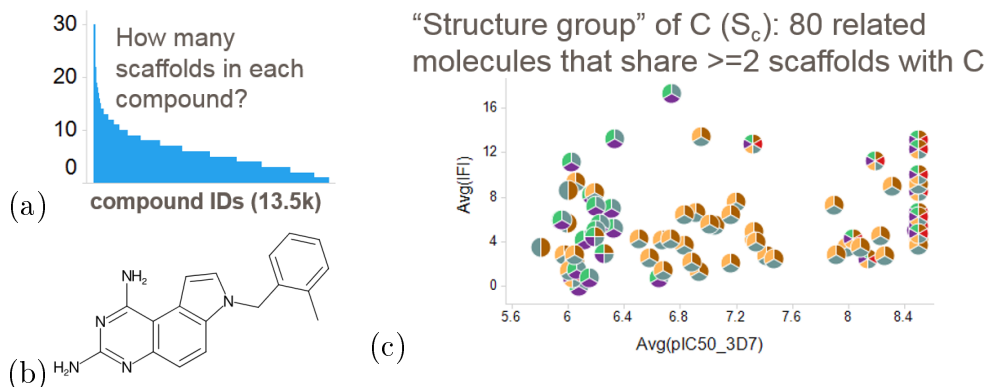 30
20
10
0
How many
scaffolds in each
compound?
compound IDs (13.5k)
(a)
NH₂
N
N
H₂N
N
(b)
“Structure group” of C (Sc): 80 related
molecules that share >=2 scaffolds with C
Avg(IFI)
16
12
8
4
0
5.6 6 6.4 6.8 7.2 7.6 8 8.4
Avg(pIC50_3D7)
(c)